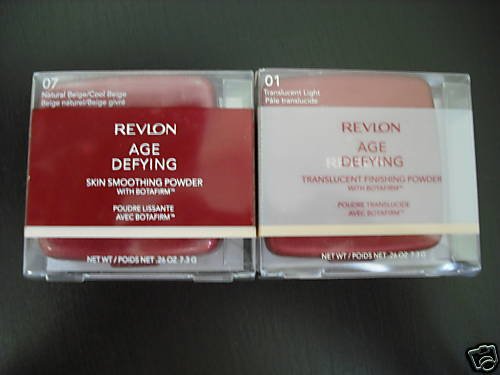 07
Natural Beige/Cool Beige
Beige naturel/Beige givré
REVLON
AGE
DEFYING
SKIN SMOOTHING POWDER
WITH BOTAFIRM™
POUDRE LISSANTE
AVEC BOTAFIRM™
NET WT / POIDS NET .26 OZ 7.3 G
01
Translucent Light
Pâle translucide
REVLON
AGE
DEFYING
TRANSLUCENT FINISHING POWDER
WITH BOTAFIRM™
POUDRE TRANSLUCIDE
AVEC BOTAFIRM™
NET WT / POIDS NET .26 OZ 7.3 G